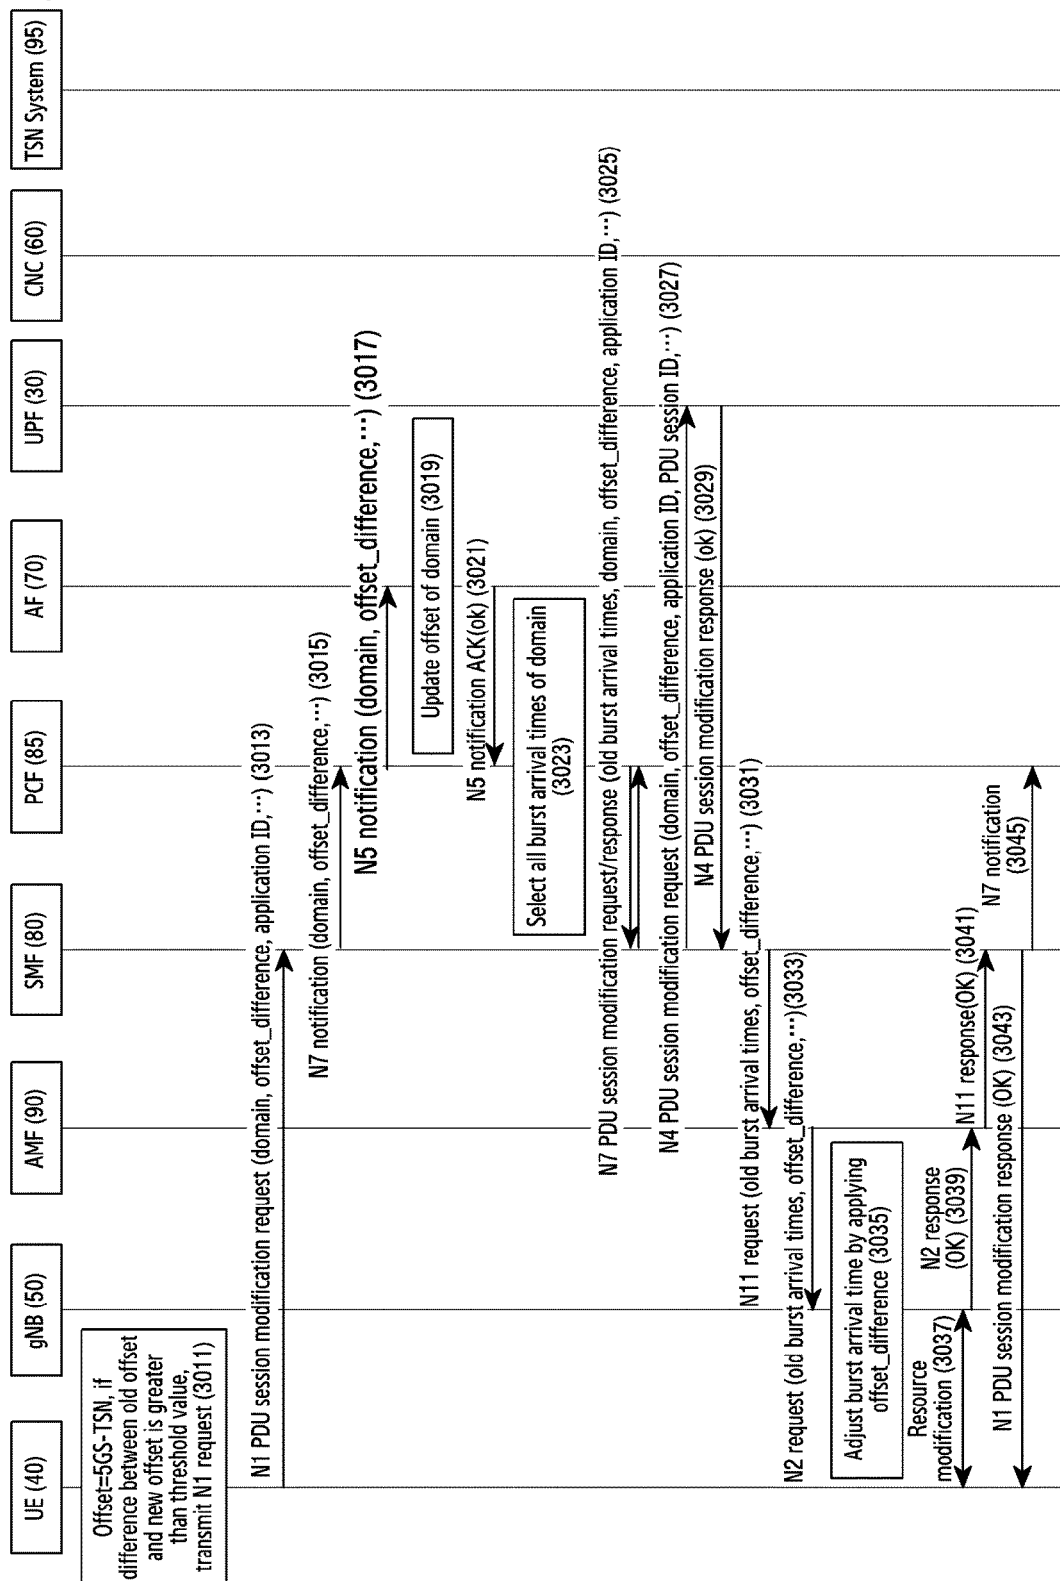 UE (40)
gNB (50)
AMF (90)
SMF (80)
PCF (85)
AF (70)
UPF (30)
CNC (60)
TSN System (95)
Offset=5GS-TSN, if
difference between old offset
and new offset is greater
than threshold value,
transmit N1 request (3011)
N1 PDU session modification request (domain, offset_difference, application ID,···) (3013)
N7 notification (domain, offset_difference,···) (3015)
N5 notification (domain, offset_difference,···) (3017)
Update offset of domain (3019)
N5 notification ACK(ok) (3021)
Select all burst arrival times of domain
(3023)
N7 PDU session modification request/response (old burst arrival times, domain, offset_difference, application ID,···) (3025)
N4 PDU session modification request (domain, offset_difference, application ID, PDU session ID,···) (3027)
N4 PDU session modification response (ok) (3029)
N11 request (old burst arrival times, offset_difference,···) (3031)
N2 request (old burst arrival times, offset_difference,···)(3033)
Adjust burst arrival time by applying
offset_difference (3035)
Resource
modification (3037)
N2 response
(OK) (3039)
N11 response(OK) (3041)
N1 PDU session modification response (OK) (3043)
N7 notification
(3045)